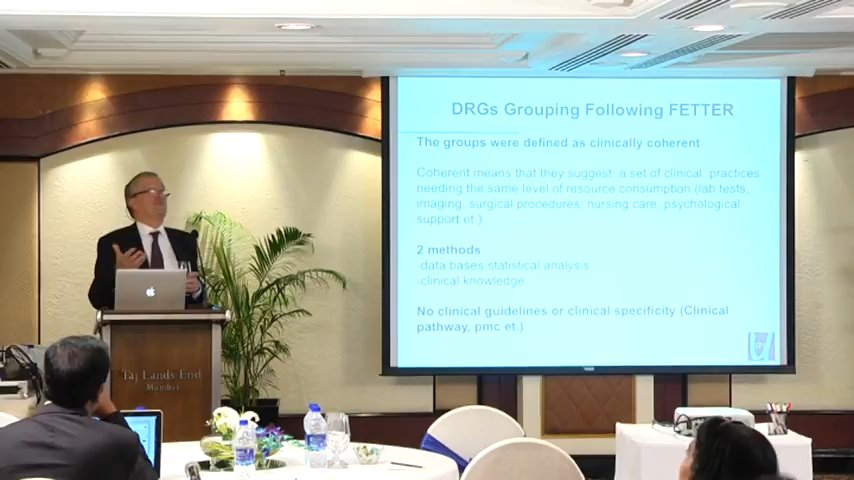 DRGs Grouping Following FETTER
The groups were defined as clinically coherent
Coherent means that they suggest a set of clinical practices
needing the same level of resource consumption (lab tests,
imaging, surgical procedures, nursing care, psychological
support et.)
2 methods
-data bases statistical analysis
-clinical knowledge
No clinical guidelines or clinical specificity (Clinical
pathway, pmc et.)
Taj Lands End
Mumbai